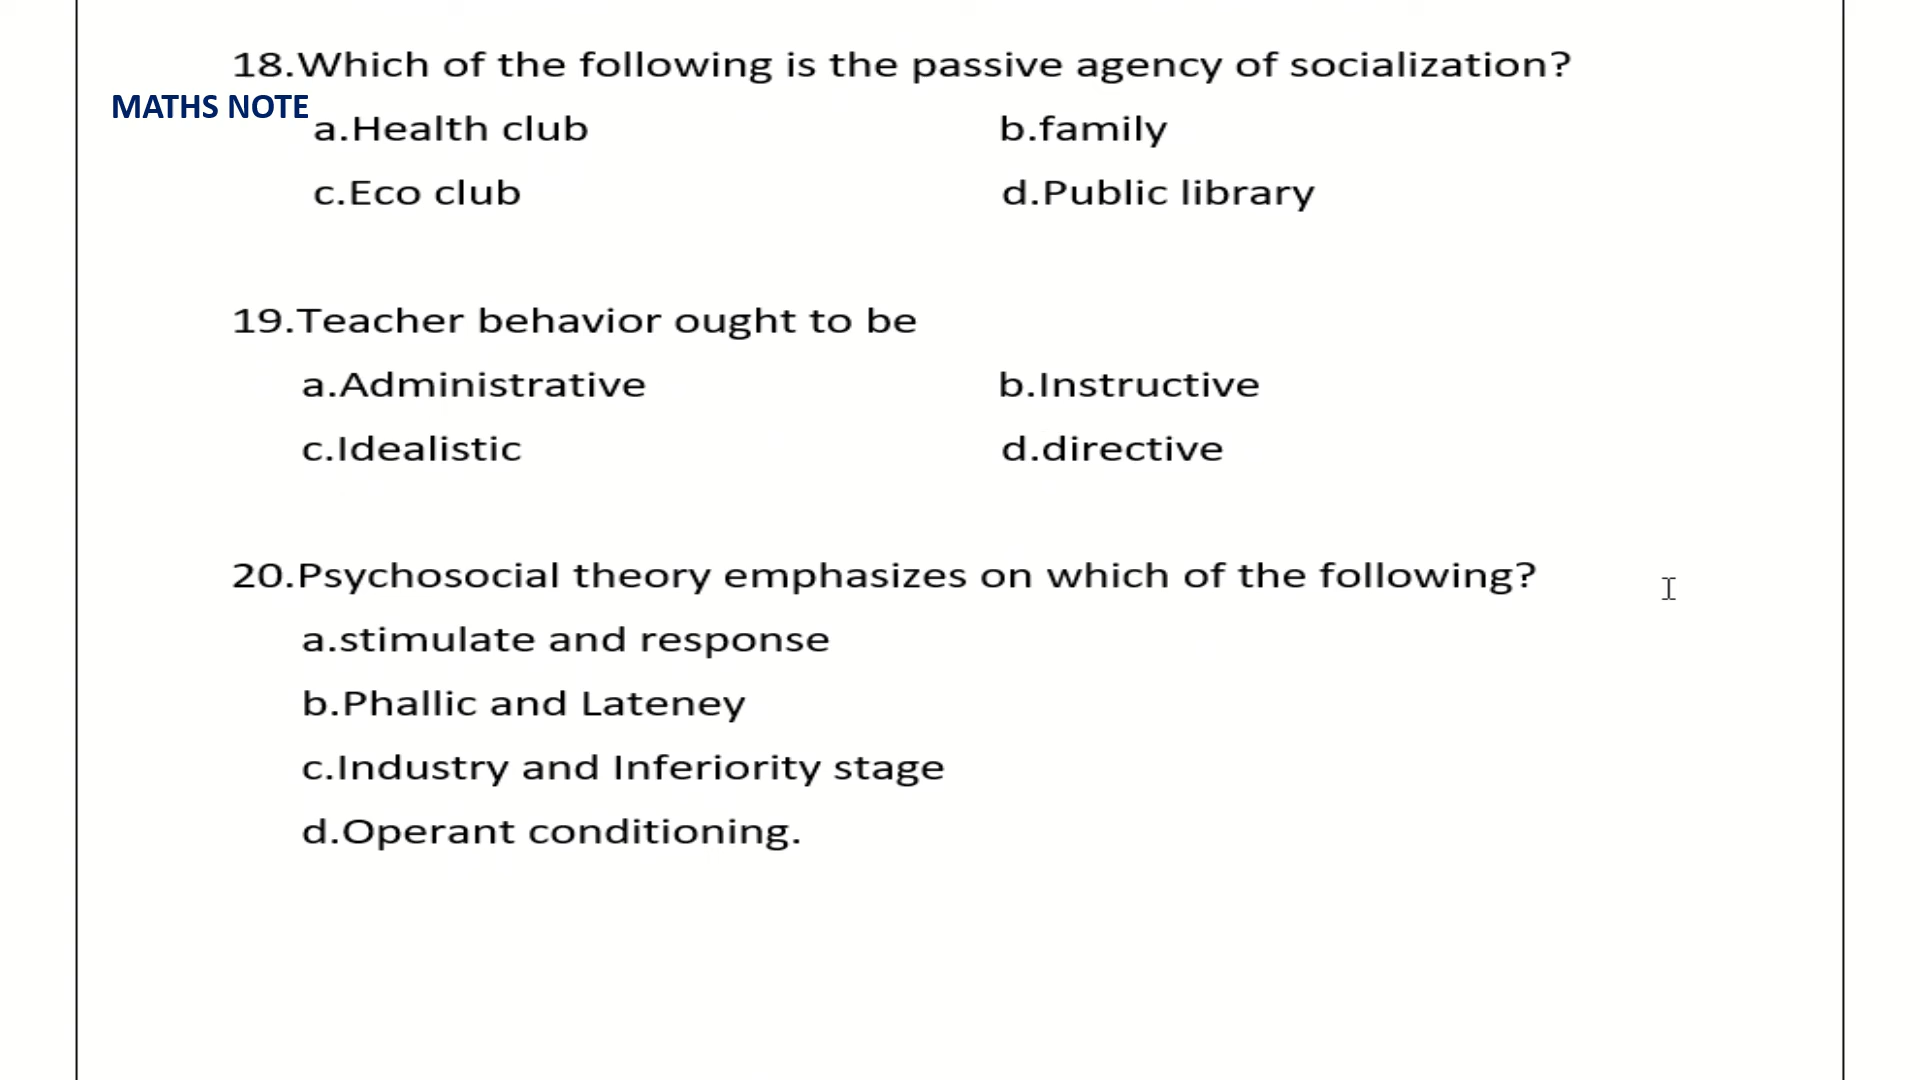 18.Which of the following is the passive agency of socialization?
MATHS NOTE
a.Health club b.family
c.Eco club d.Public library
19.Teacher behavior ought to be
a.Administrative b.Instructive
c.Idealistic d.directive
20.Psychosocial theory emphasizes on which of the following?
a.stimulate and response
b.Phallic and Lateney
c.Industry and Inferiority stage
d.Operant conditioning.